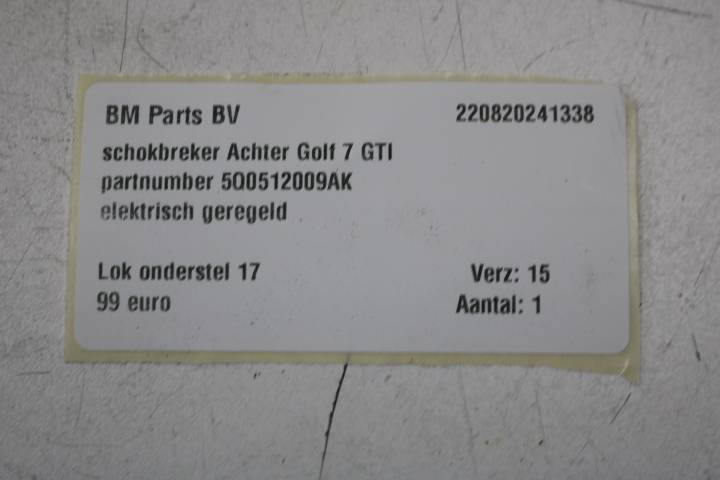 BM Parts BV 220820241338
schokbreker Achter Golf 7 GTI
partnumber 5Q0512009AK
elektrisch geregeld
Lok onderstel 17 Verz: 15
99 euro Aantal: 1